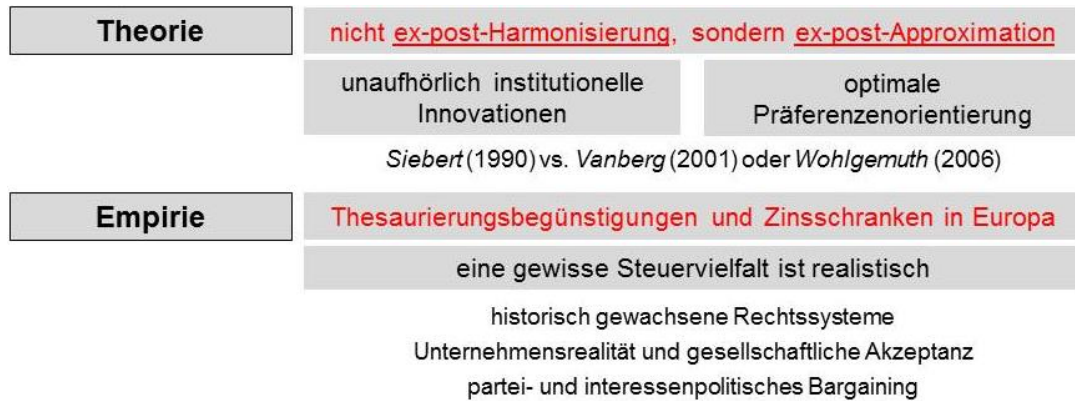 Theorie
nicht ex-post-Harmonisierung, sondern ex-post-Approximation
unaufhörlich institutionelle
Innovationen
optimale
Präferenzenorientierung
Siebert (1990) vs. Vanberg (2001) oder Wohlgemuth (2006)
Empirie
Thesaurierungsbegünstigungen und Zinsschranken in Europa
eine gewisse Steuervielfalt ist realistisch
historisch gewachsene Rechtssysteme
Unternehmensrealität und gesellschaftliche Akzeptanz
partei- und interessenpolitisches Bargaining